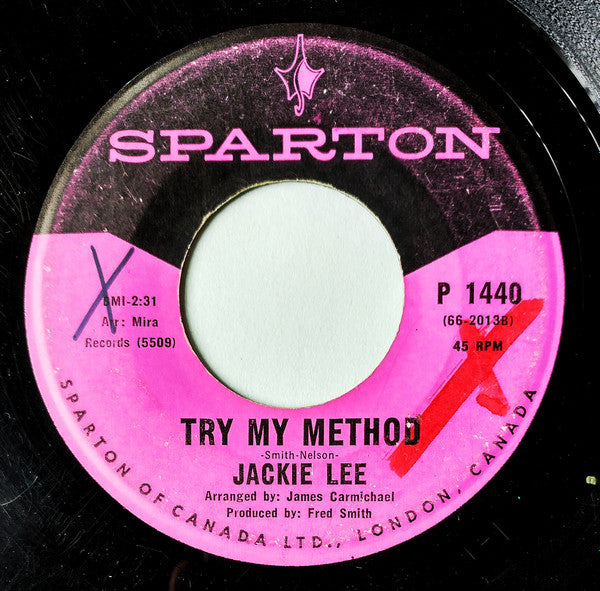 SPARTON
BMI-2:31
Arr: Mira
Records (5509)
P 1440
(66-2013B)
45 RPM
TRY MY METHOD
-Smith-Nelson-
JACKIE LEE
Arranged by: James Carmichael
Produced by: Fred Smith
SPARTON OF CANADA LTD., LONDON, CANADA